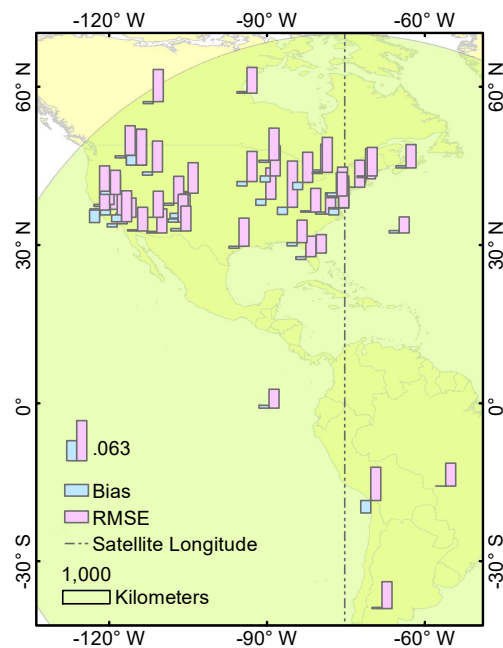 -120° W -90° W -60° W
60° N 60° N
30° N 30° N
0° 0°
.063
Bias
RMSE
Satellite Longitude
1,000
Kilometers
-30° S -30° S
-120° W -90° W -60° W